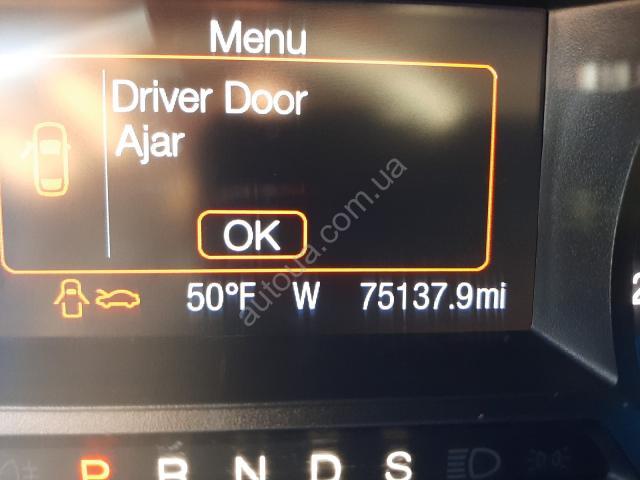 Menu
Driver Door
Ajar
OK
50°F W 75137.9mi
P R N D S
autoua.com.ua